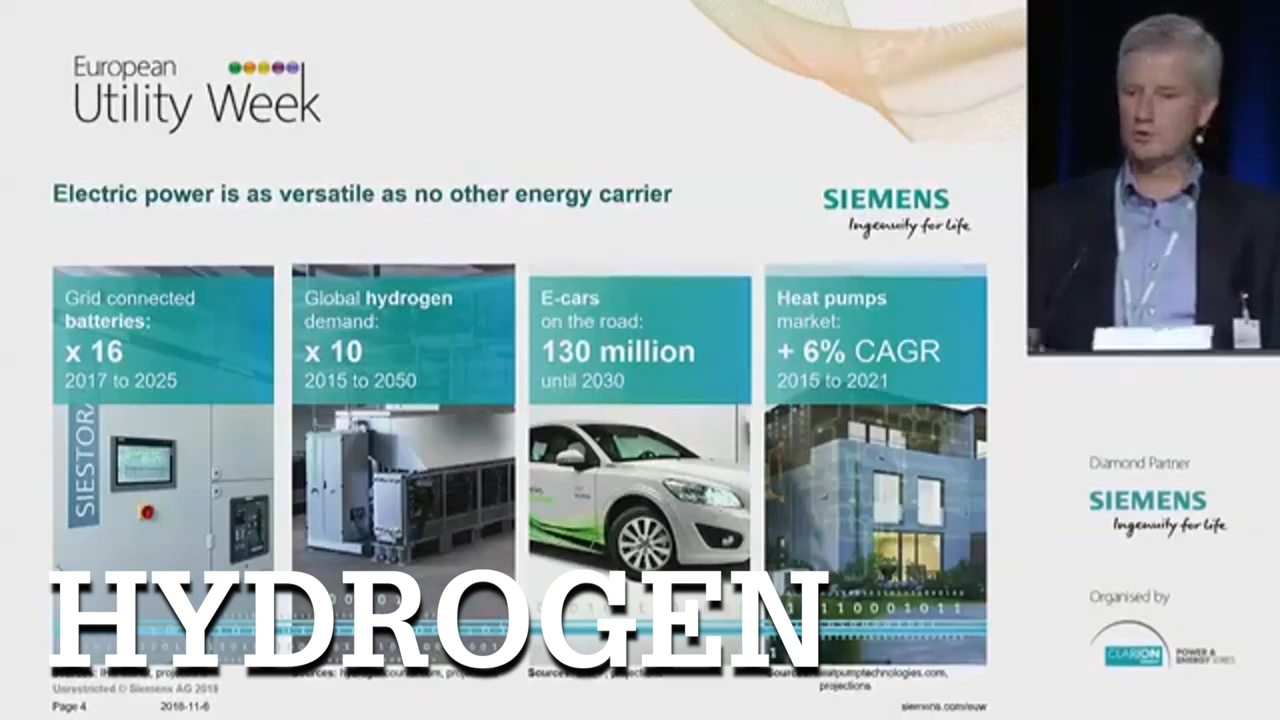 European
Utility Week
Electric power is as versatile as no other energy carrier
SIEMENS
Ingenuity for life
Grid connected
batteries:
x 16
2017 to 2025
Global hydrogen
demand:
x 10
2015 to 2050
E-cars
on the road:
130 million
until 2030
Heat pumps
market:
+ 6% CAGR
2015 to 2021
SIESTORA
HYDROGEN
110001011
projections
Unrestricted © Siemens AG 2018
Page 4
2018-11-6
siemens.com/euw
Diamond Partner
SIEMENS
Ingenuity for life
Organised by
CLARION
POWER &
ENERGY SERIES